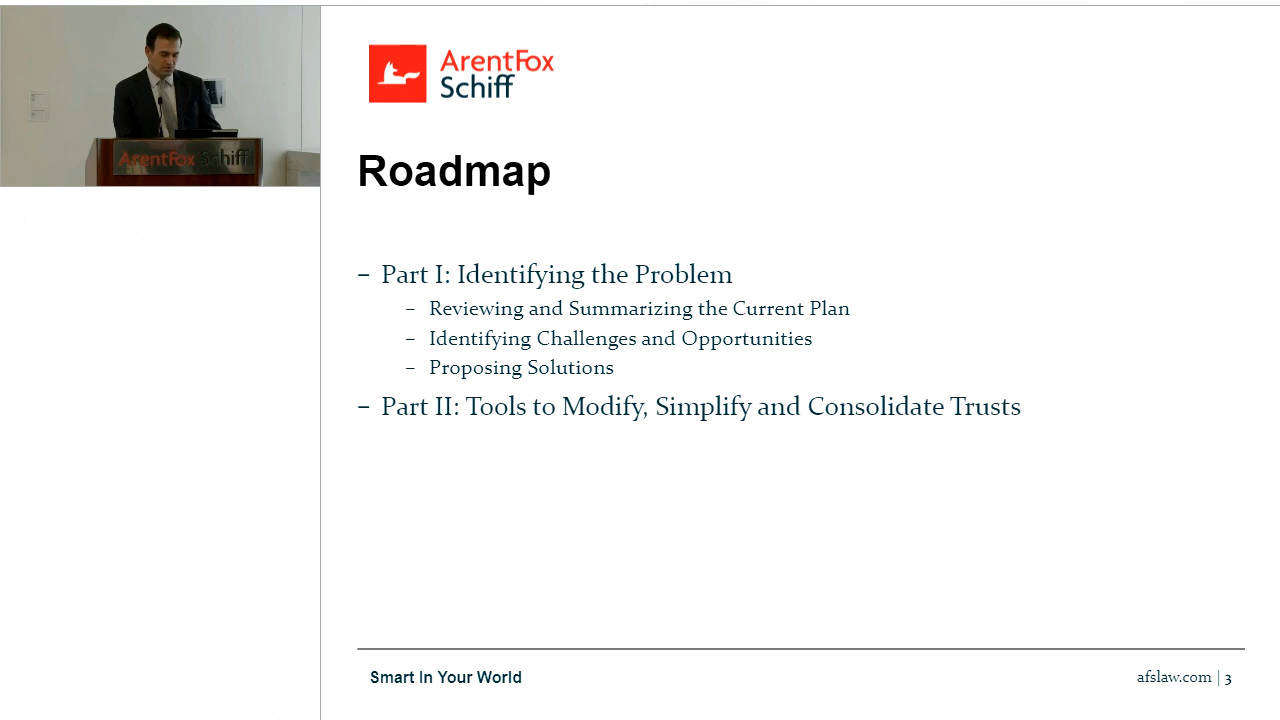 ArentFox
Schiff
ArentFox Schiff
Roadmap
– Part I: Identifying the Problem
– Reviewing and Summarizing the Current Plan
– Identifying Challenges and Opportunities
– Proposing Solutions
– Part II: Tools to Modify, Simplify and Consolidate Trusts
Smart In Your World
afslaw.com | 3